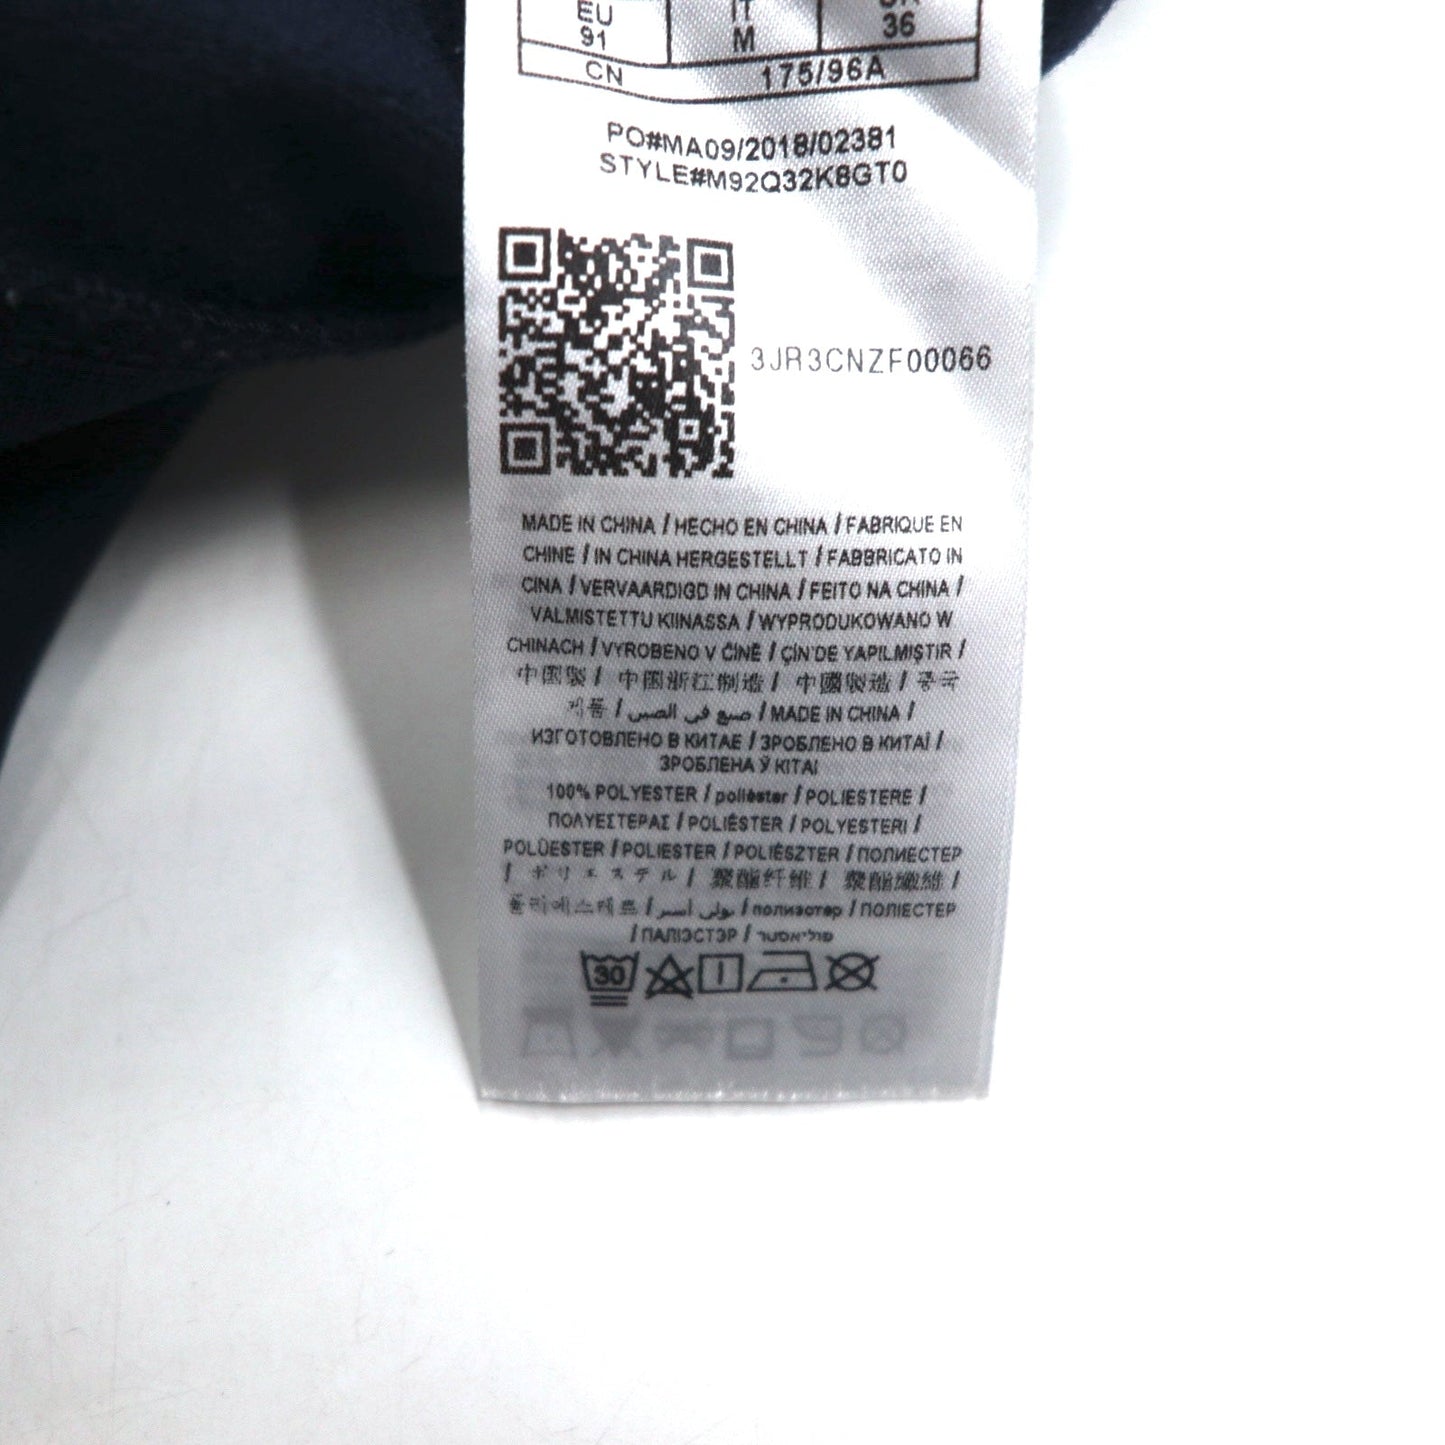 EU IT UK
91 M 36
CN 175/96A
PO#MA09/2018/02381
STYLE#M92Q32K8GT0
3JR3CNZF00066
MADE IN CHINA / HECHO EN CHINA / FABRIQUE EN
CHINE / IN CHINA HERGESTELLT / FABBRICATO IN
CINA / VERVAARDIGD IN CHINA / FEITO NA CHINA /
VALMISTETTU KIINASSA / WYPRODUKOWANO W
CHINACH / VYROBENO V ČÍNĚ / ÇİN'DE YAPILMIŞTIR /
中国製 / 中国浙江制造 / 中國製造 / 중국
제품 / صنع في الصين / MADE IN CHINA /
ИЗГОТОВЛЕНО В КИТАЕ / ЗРОБЛЕНО В КИТАЇ /
ЗРОБЛЕНА Ў KITAI
100% POLYESTER / poliéster / POLIESTERE /
ΠΟΛΥΕΣΤΕΡΑΣ / POLIÉSTER / POLYESTERI /
POLÜESTER / POLIESTER / POLIÉSZTER / ПОЛИЕСТЕР
/ ポリエステル / 聚酯纤维 / 聚酯纖維 /
폴리에스테르 / بولي أستر / полиэстер / ПОЛІЕСТЕР
/ ПАЛІЭСТЭР / פוליאסטר
30